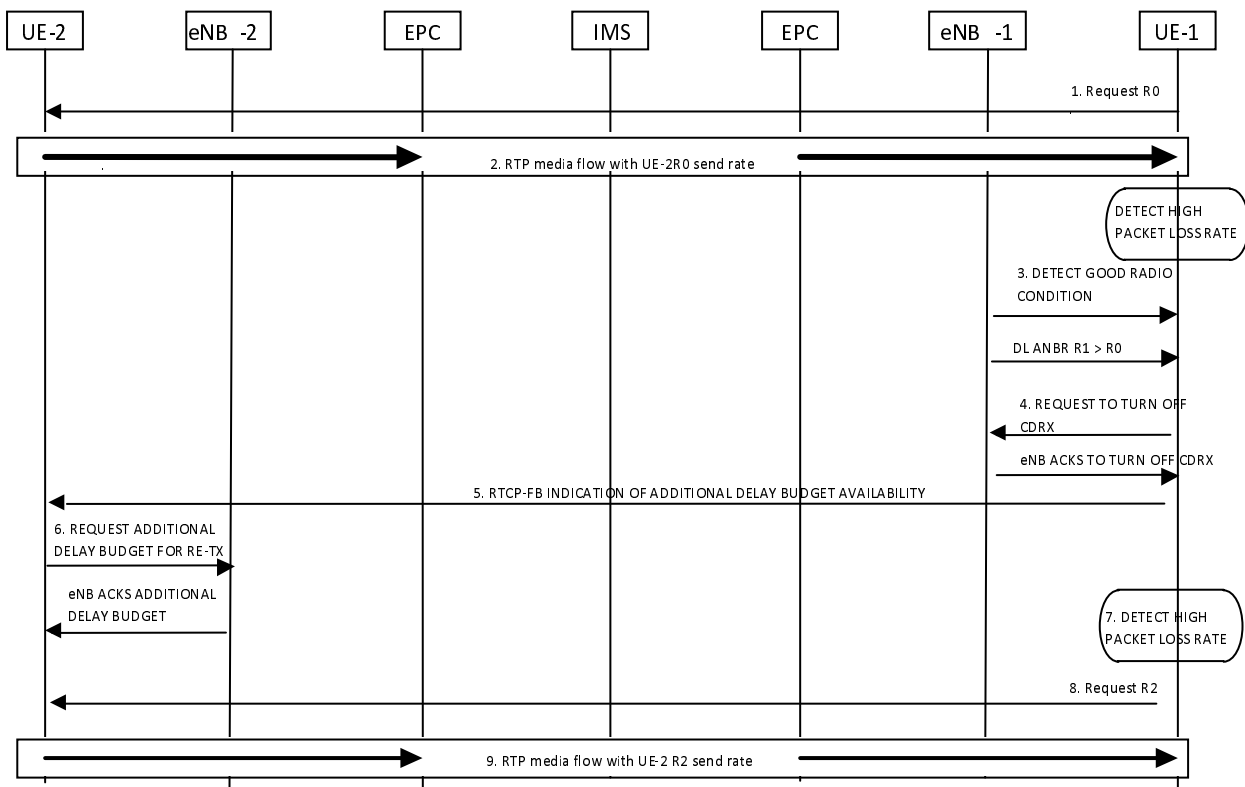 UE-2
eNB -2
EPC
IMS
EPC
eNB -1
UE-1
1. Request R0
2. RTP media flow with UE-2R0 send rate
DETECT HIGH
PACKET LOSS RATE
3. DETECT GOOD RADIO
CONDITION
DL ANBR R1 > R0
4. REQUEST TO TURN OFF
CDRX
eNB ACKS TO TURN OFF CDRX
5. RTCP-FB INDICATION OF ADDITIONAL DELAY BUDGET AVAILABILITY
6. REQUEST ADDITIONAL
DELAY BUDGET FOR RE-TX
eNB ACKS ADDITIONAL
DELAY BUDGET
7. DETECT HIGH
PACKET LOSS RATE
8. Request R2
9. RTP media flow with UE-2 R2 send rate